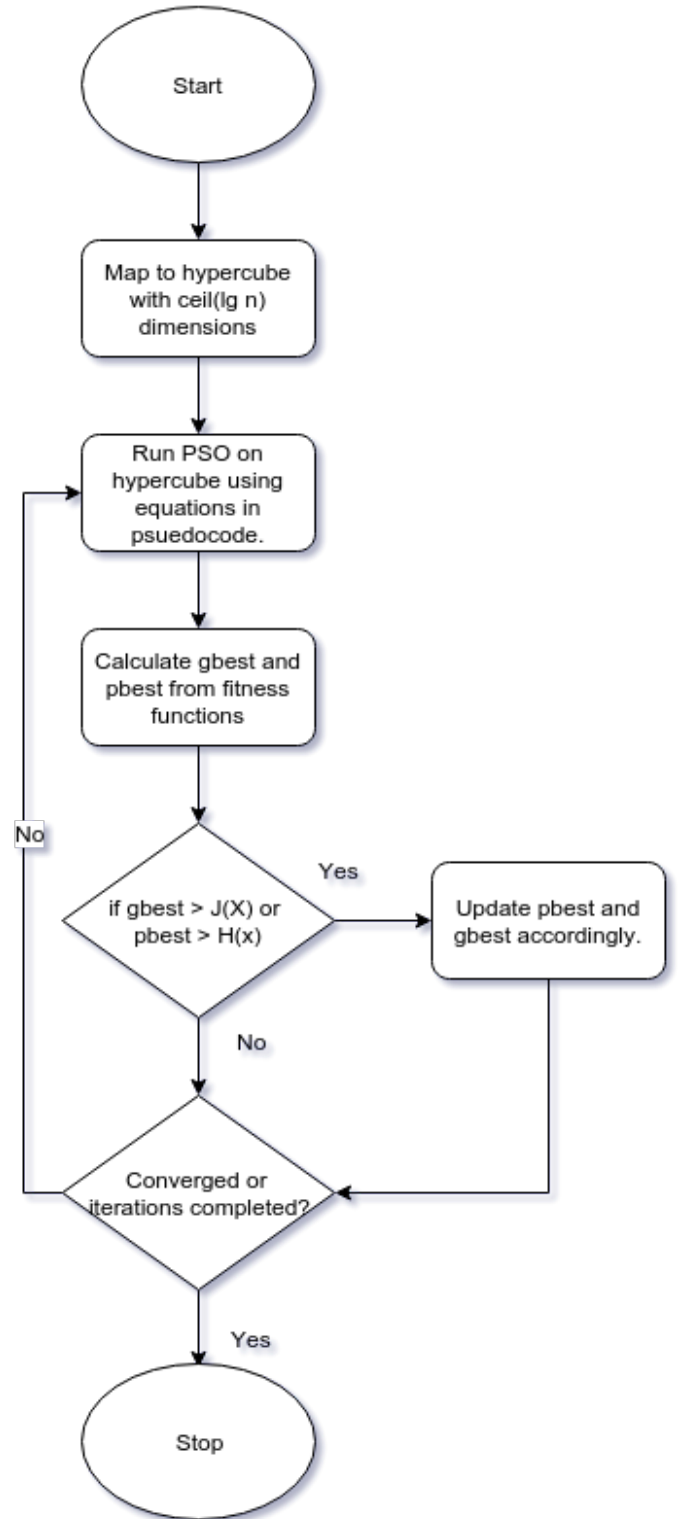 Start
Map to hypercube
with ceil(lg n)
dimensions
Run PSO on
hypercube using
equations in
psuedocode.
Calculate gbest and
pbest from fitness
functions
No
Yes
if gbest > J(X) or
pbest > H(x)
Update pbest and
gbest accordingly.
No
Converged or
iterations completed?
Yes
Stop